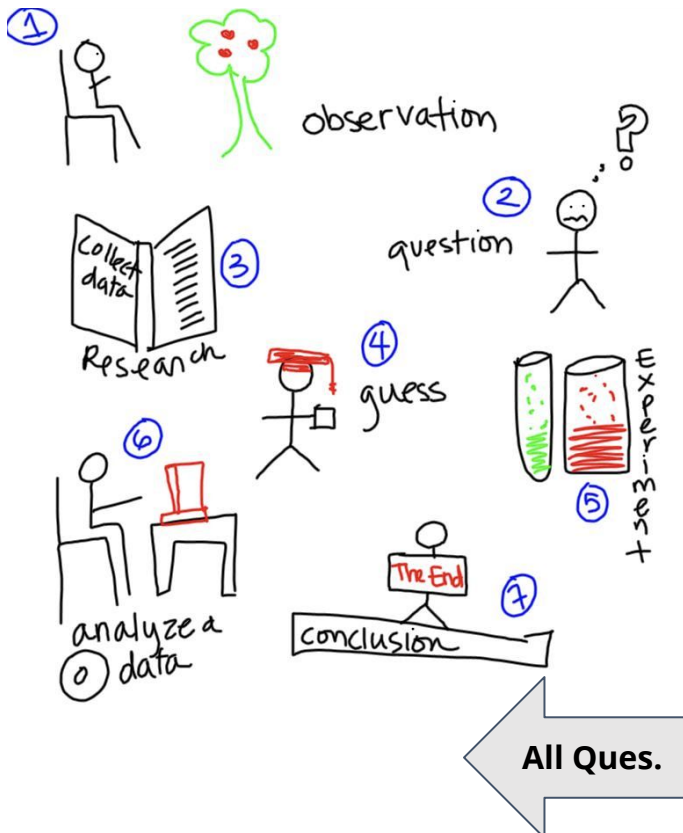 1
observation
2
?
question
Collect
data
3
Research
4
guess
Experiment
5
6
analyze a
data
The End
7
conclusion
All Ques.